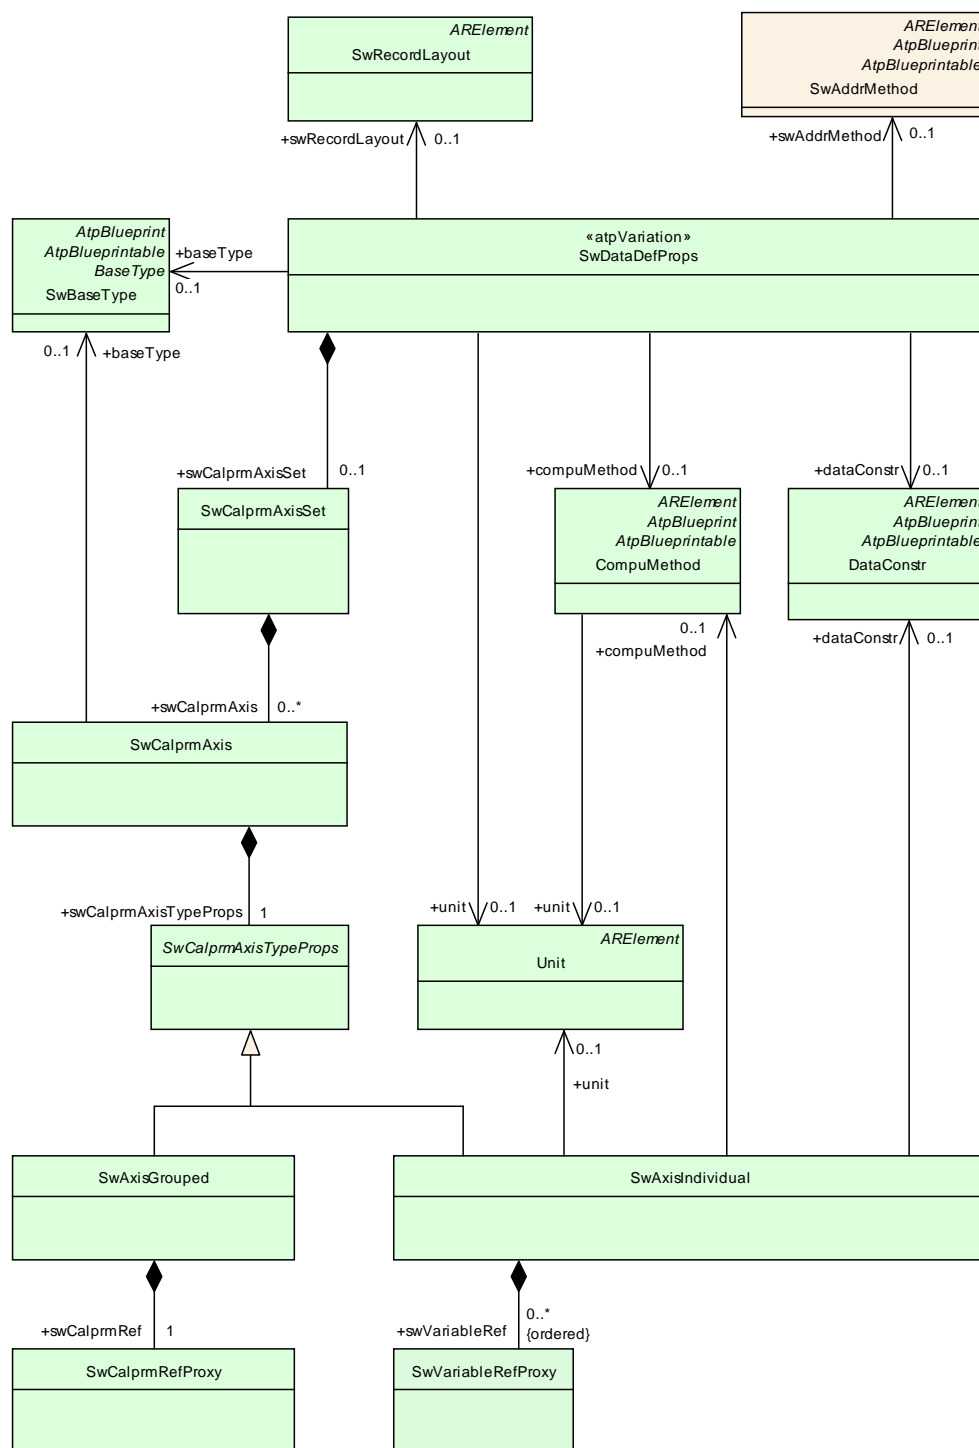 ARElement
SwRecordLayout
ARElement
AtpBlueprint
AtpBlueprintable
SwAddrMethod
+swRecordLayout
0..1
+swAddrMethod
0..1
AtpBlueprint
AtpBlueprintable
BaseType
SwBaseType
+baseType
0..1
«atpVariation»
SwDataDefProps
0..1
+baseType
+swCalprmAxisSet
0..1
+compuMethod
0..1
+dataConstr
0..1
SwCalprmAxisSet
ARElement
AtpBlueprint
AtpBlueprintable
CompuMethod
ARElement
AtpBlueprint
AtpBlueprintable
DataConstr
0..1
+compuMethod
+dataConstr
0..1
+swCalprmAxis
0..*
SwCalprmAxis
+swCalprmAxisTypeProps
1
+unit
0..1
+unit
0..1
SwCalprmAxisTypeProps
ARElement
Unit
0..1
+unit
SwAxisGrouped
SwAxisIndividual
+swCalprmRef
1
+swVariableRef
0..*
{ordered}
SwCalprmRefProxy
SwVariableRefProxy